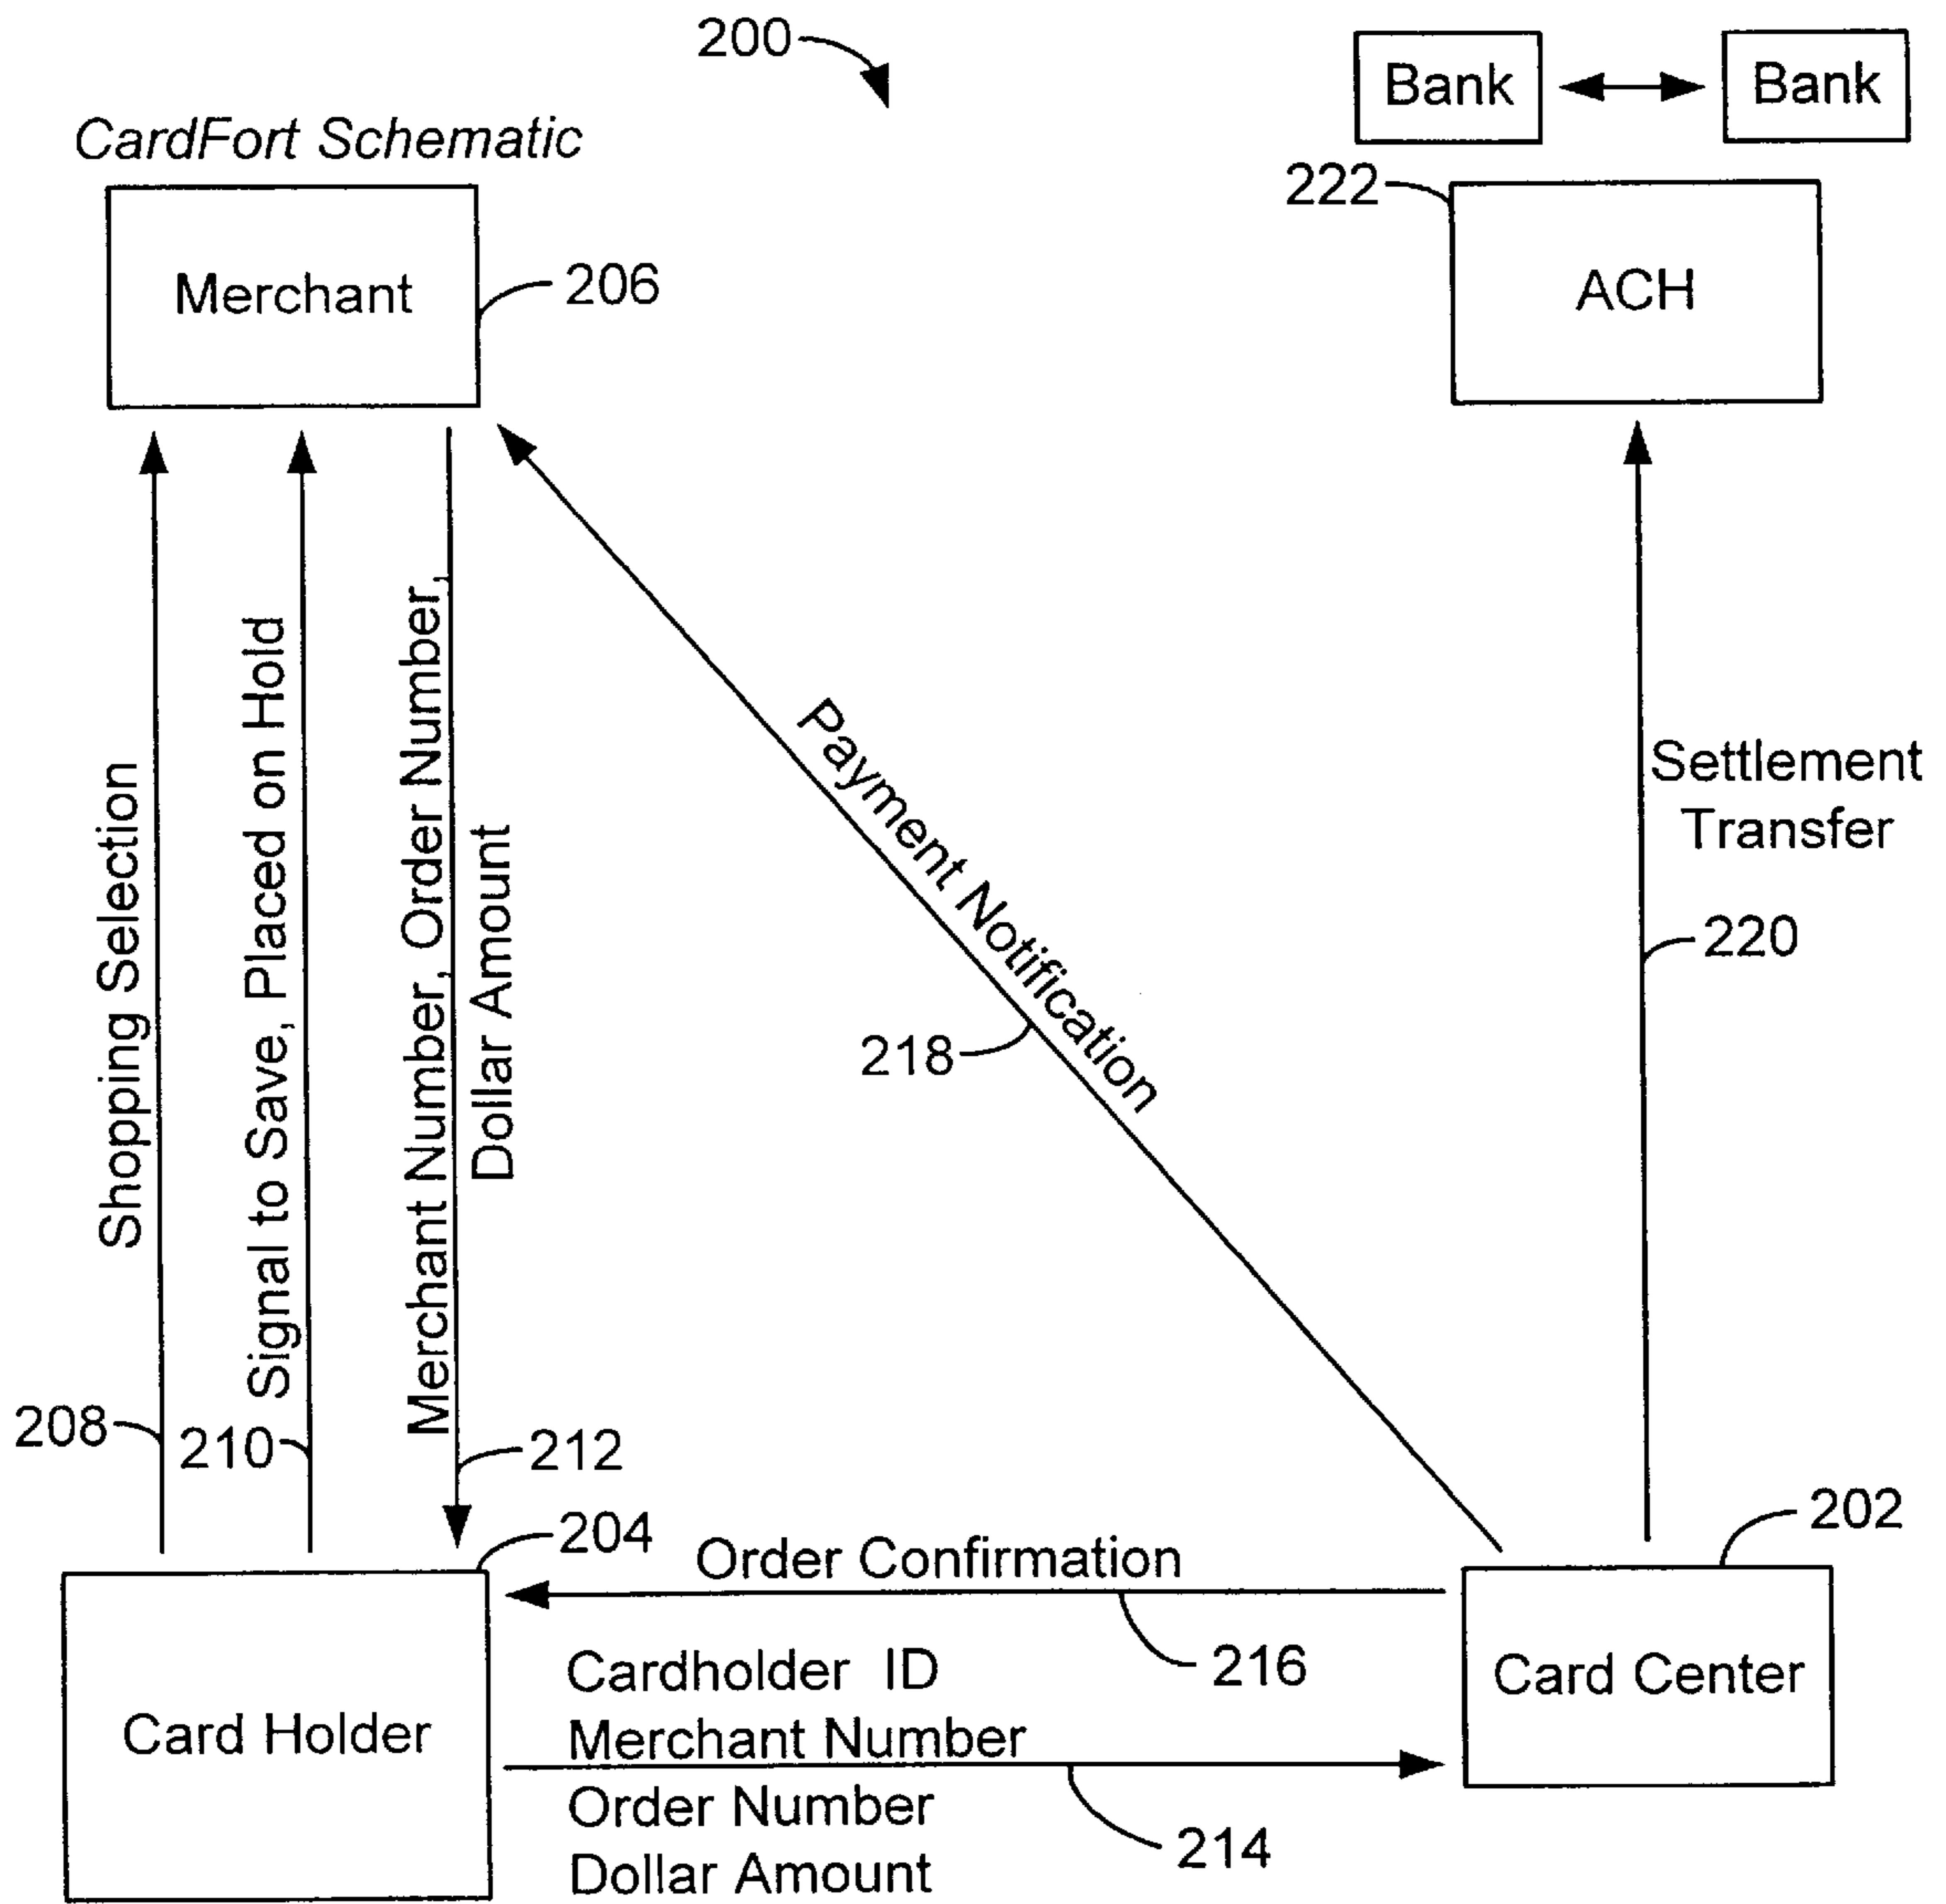 200
Bank
Bank
CardFort Schematic
222
Merchant
206
ACH
Shopping Selection
Signal to Save, Placed on Hold
Merchant Number, Order Number,
Dollar Amount
Payment Notification
Settlement
Transfer
220
218
208
210
212
204
202
Order Confirmation
216
Cardholder ID
Merchant Number
Card Center
Card Holder
Order Number
Dollar Amount
214